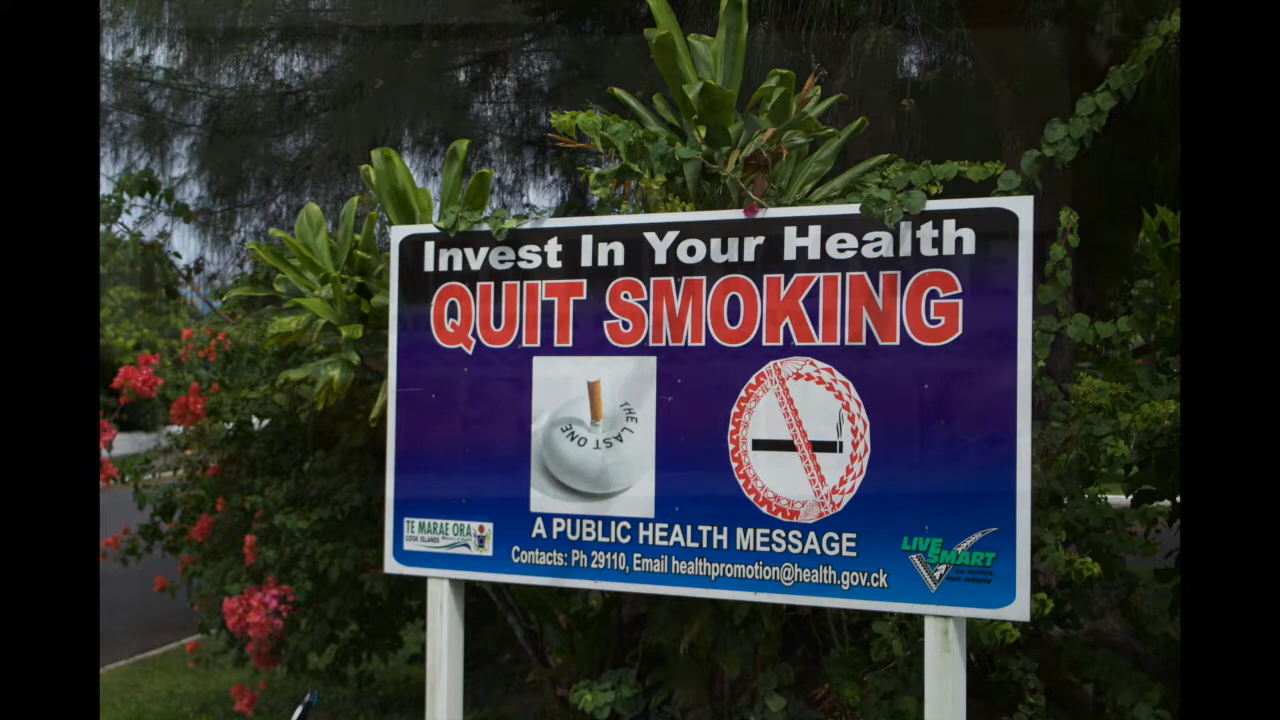 Invest In Your Health
QUIT SMOKING
THE LAST ONE
A PUBLIC HEALTH MESSAGE
Contacts: Ph 29110, Email healthpromotion@health.gov.ck
TE MARAE ORA
COOK ISLANDS
LIVE
SMART